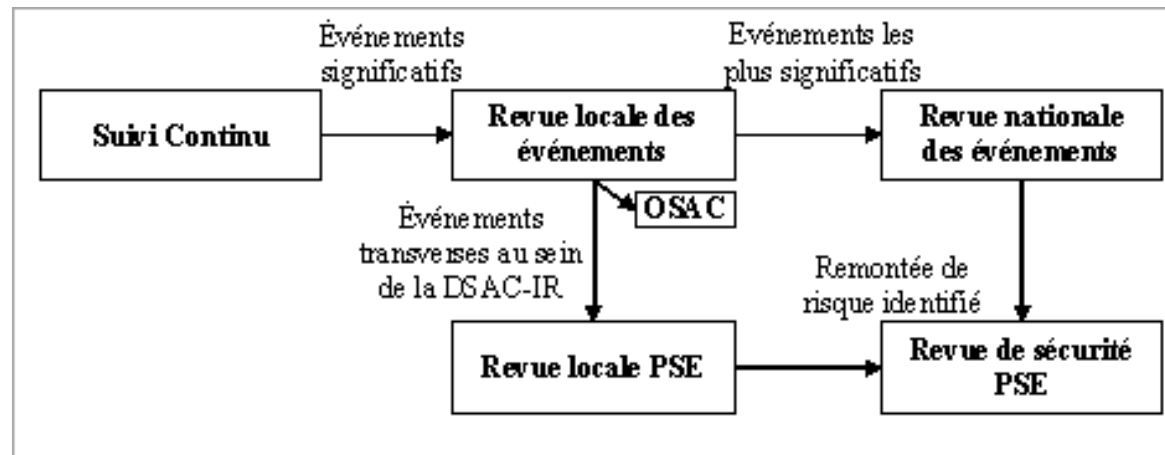 Événements
significatifs
Evénements les
plus significatifs
Suivi Continu
Revue locale des
événements
Revue nationale
des événements
OSAC
Événements
transverses au sein
de la DSAC-IR
Remontée de
risque identifié
Revue locale PSE
Revue de sécurité
PSE